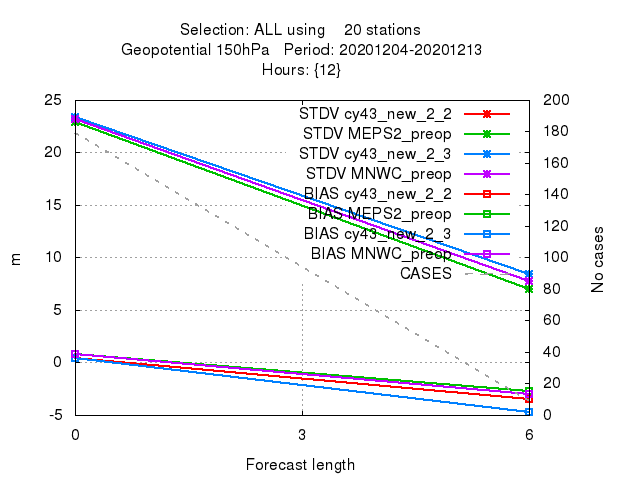 Selection: ALL using 20 stations
Geopotential 150hPa Period: 20201204-20201213
Hours: {12}
25 200
STDV cy43_new_2_2
180
STDV MEPS2_preop
20 STDV cy43_new_2_3 160
STDV MNWC_preop
140
BIAS cy43_new_2_2
15 BIAS MEPS2_preop 120
BIAS cy43_new_2_3
BIAS MNWC_preop
10 100
CASES
80
5 60
40
0
20
-5 0
0 3 6
m
No cases
Forecast length